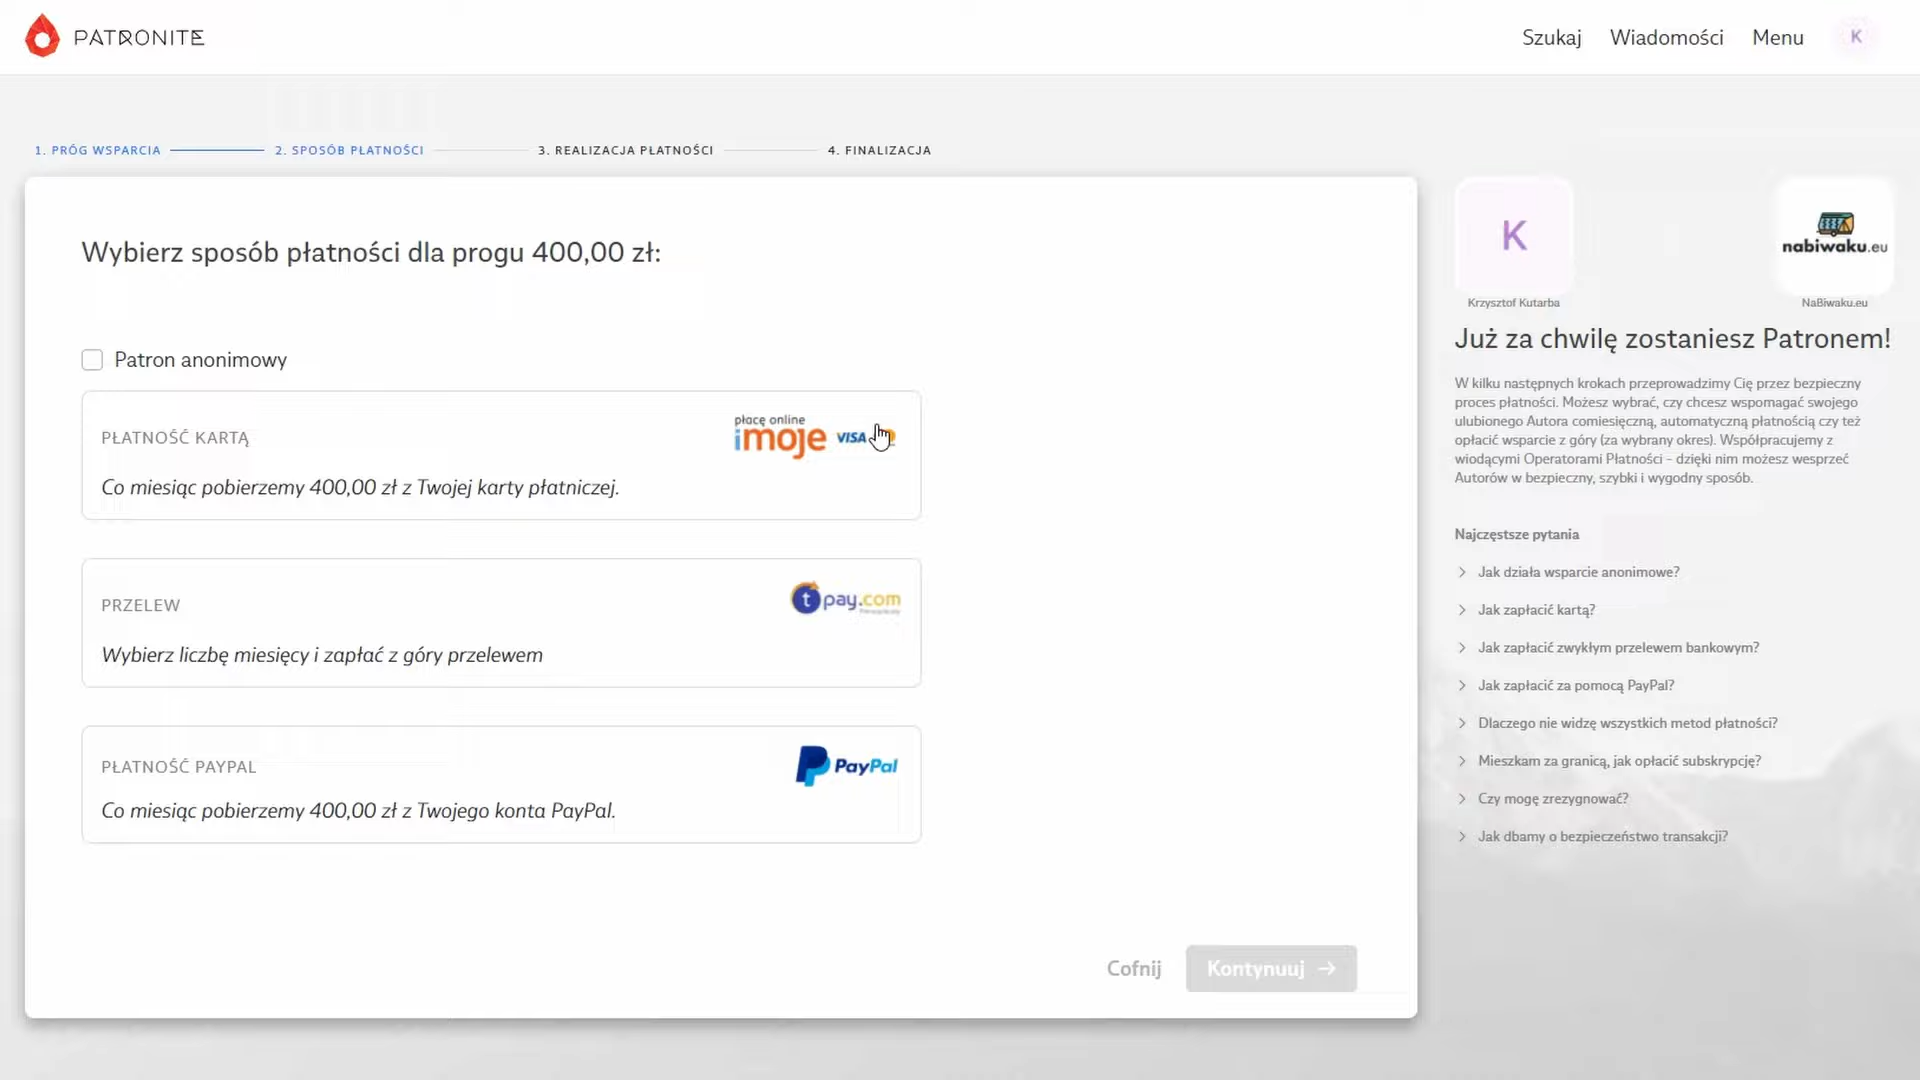 PATRONITE
Szukaj
Wiadomości
Menu
K
1. PRÓG WSPARCIA
2. SPOSÓB PŁATNOŚCI
3. REALIZACJA PŁATNOŚCI
4. FINALIZACJA
Wybierz sposób płatności dla progu 400,00 zł:
Patron anonimowy
PŁATNOŚĆ KARTĄ
płacę online
imoje
VISA
Co miesiąc pobierzemy 400,00 zł z Twojej karty płatniczej.
PRZELEW
tpay.com
Wybierz liczbę miesięcy i zapłać z góry przelewem
PŁATNOŚĆ PAYPAL
PayPal
Co miesiąc pobierzemy 400,00 zł z Twojego konta PayPal.
Cofnij
Kontynuuj
K
nabiwaku.eu
Krzysztof Kutarba
NaBiwaku.eu
Już za chwilę zostaniesz Patronem!
W kilku następnych krokach przeprowadzimy Cię przez bezpieczny
proces płatności. Możesz wybrać, czy chcesz wspomagać swojego
ulubionego Autora comiesięczną, automatyczną płatnością czy też
opłacić wsparcie z góry (za wybrany okres). Współpracujemy z
wiodącymi Operatorami Płatności - dzięki nim możesz wesprzeć
Autorów w bezpieczny, szybki i wygodny sposób.
Najczęstsze pytania
Jak działa wsparcie anonimowe?
Jak zapłacić kartą?
Jak zapłacić zwykłym przelewem bankowym?
Jak zapłacić za pomocą PayPal?
Dlaczego nie widzę wszystkich metod płatności?
Mieszkam za granicą, jak opłacić subskrypcję?
Czy mogę zrezygnować?
Jak dbamy o bezpieczeństwo transakcji?